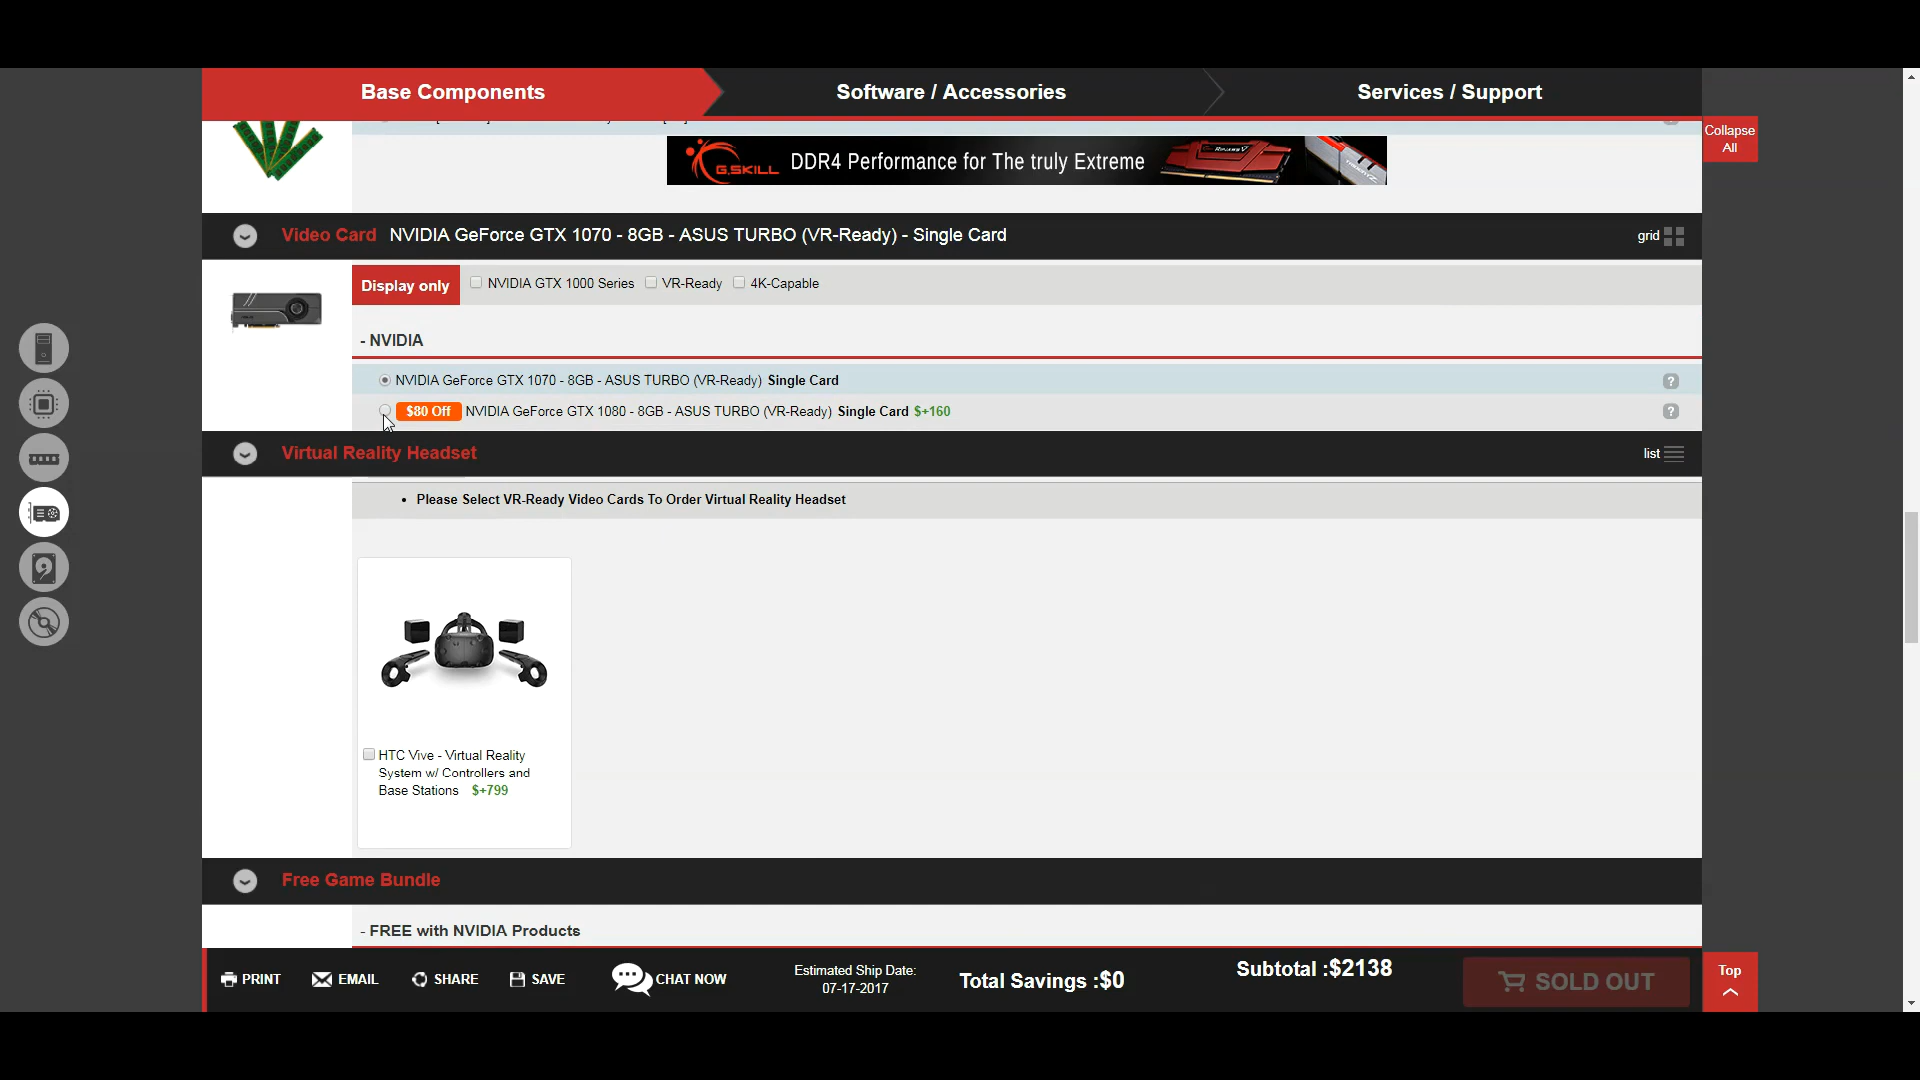 Base Components
Software / Accessories
Services / Support
Collapse
All
G.SKILL
DDR4 Performance for The truly Extreme
Video Card NVIDIA GeForce GTX 1070 - 8GB - ASUS TURBO (VR-Ready) - Single Card
grid
Display only
NVIDIA GTX 1000 Series
VR-Ready
4K-Capable
- NVIDIA
NVIDIA GeForce GTX 1070 - 8GB - ASUS TURBO (VR-Ready) Single Card
?
$80 Off NVIDIA GeForce GTX 1080 - 8GB - ASUS TURBO (VR-Ready) Single Card $+160
?
Virtual Reality Headset
list
• Please Select VR-Ready Video Cards To Order Virtual Reality Headset
HTC Vive - Virtual Reality
System w/ Controllers and
Base Stations $+799
Free Game Bundle
- FREE with NVIDIA Products
PRINT
EMAIL
SHARE
SAVE
CHAT NOW
Estimated Ship Date:
07-17-2017
Total Savings :$0
Subtotal :$2138
SOLD OUT
Top